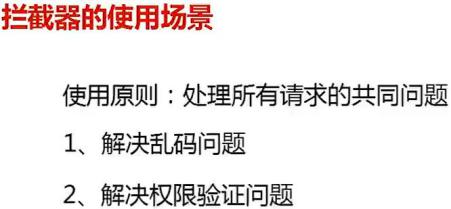 拦截器的使用场景
使用原则：处理所有请求的共同问题
1、解决乱码问题
2、解决权限验证问题